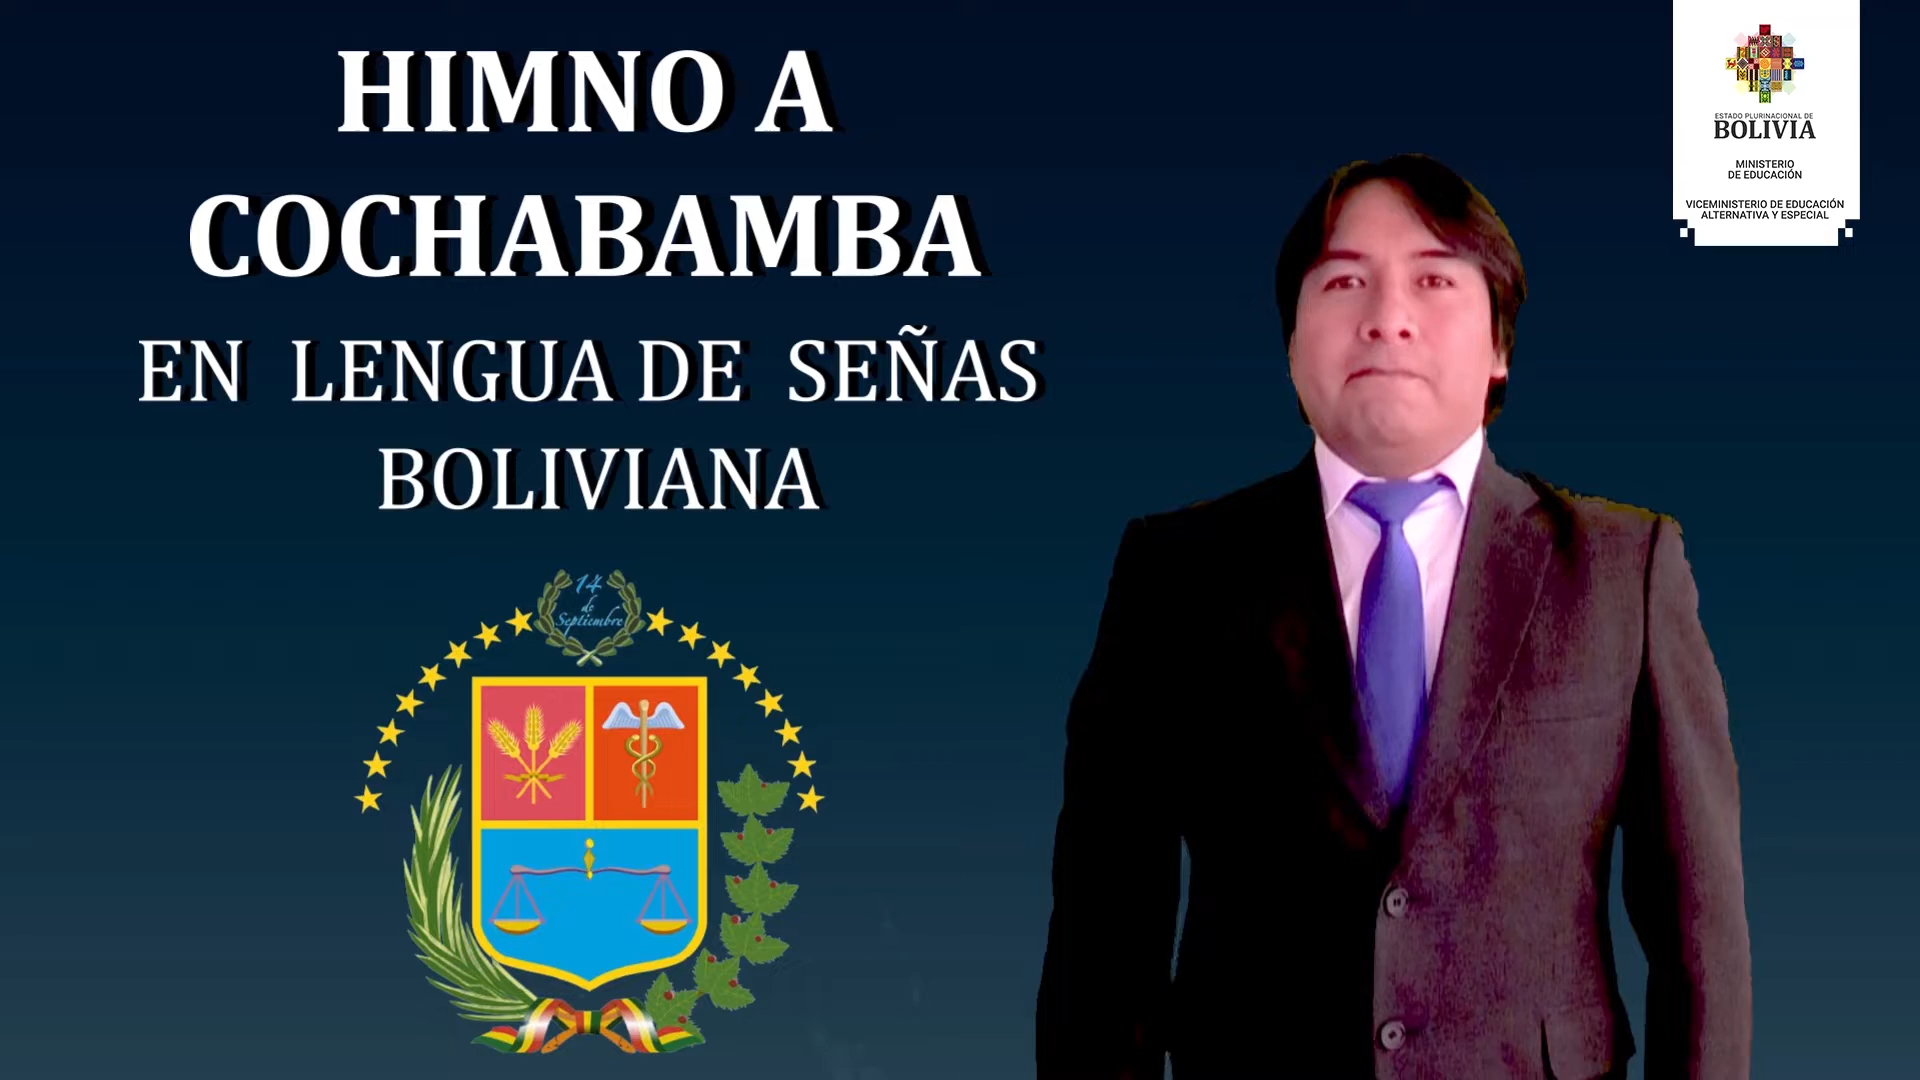 HIMNO A
COCHABAMBA
EN LENGUA DE SEÑAS
BOLIVIANA
14
de
Septiembre
ESTADO PLURINACIONAL DE
BOLIVIA
MINISTERIO
DE EDUCACIÓN
VICEMINISTERIO DE EDUCACIÓN
ALTERNATIVA Y ESPECIAL